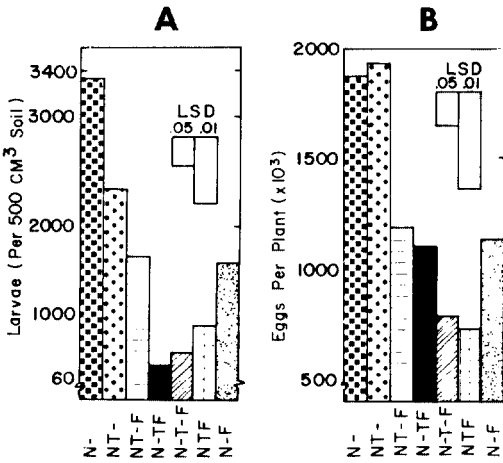 A
3400
3000
2000
1000
60
Larvae (Per 500 CM³ Soil)
LSD
.05 .01
N-
NT-
NT-F
N-TF
N-T-F
NTF
N-F
B
2000
1500
1000
500
Eggs Per Plant (x10³)
LSD
.05 .01
N-
NT-
NT-F
N-TF
N-T-F
NTF
N-F